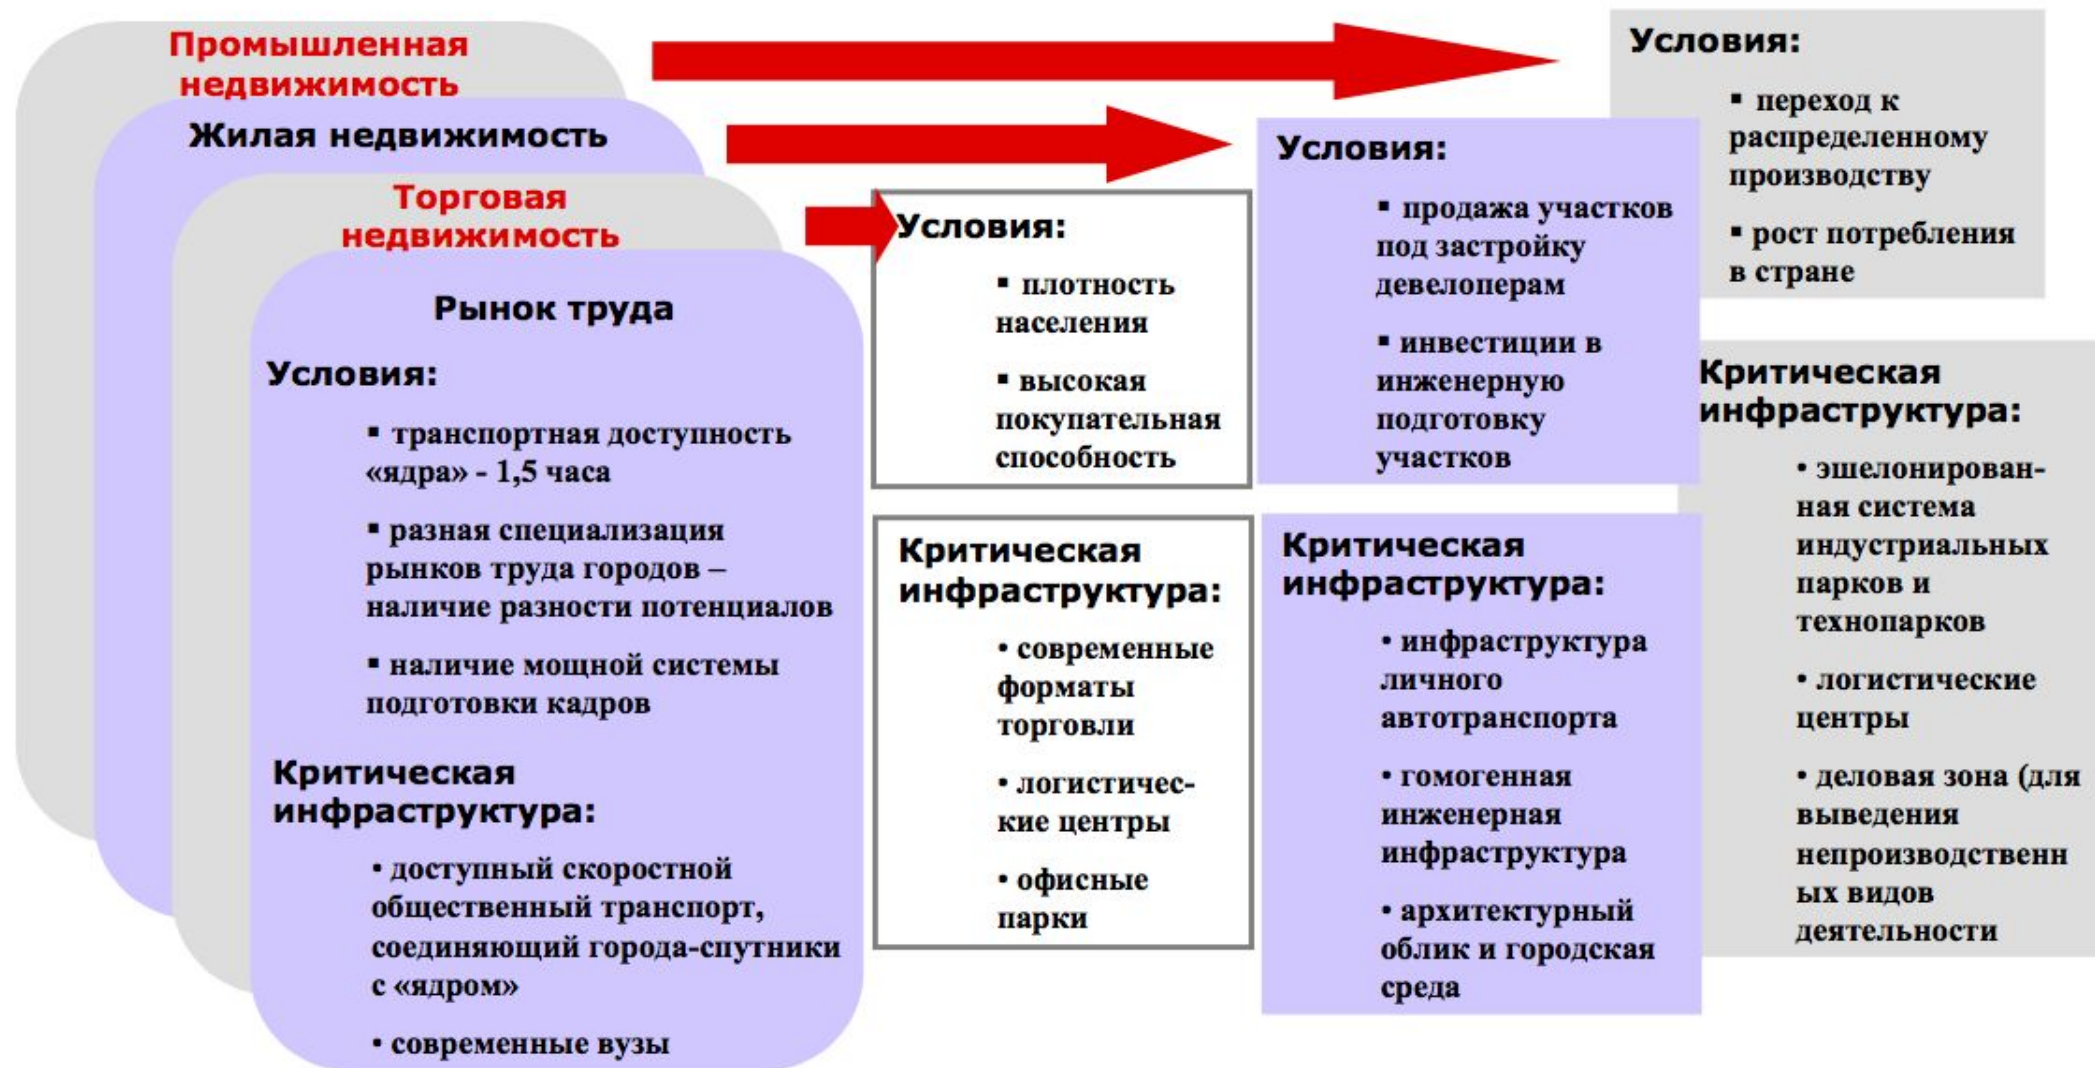 Промышленная
недвижимость
Жилая недвижимость
Торговая
недвижимость
Рынок труда
Условия:
▪ транспортная доступность
«ядра» - 1,5 часа
▪ разная специализация
рынков труда городов –
наличие разности потенциалов
▪ наличие мощной системы
подготовки кадров
Критическая
инфраструктура:
• доступный скоростной
общественный транспорт,
соединяющий города-спутники
с «ядром»
• современные вузы
Условия:
▪ плотность
населения
▪ высокая
покупательная
способность
Критическая
инфраструктура:
• современные
форматы
торговли
• логистичес-
кие центры
• офисные
парки
Условия:
▪ продажа участков
под застройку
девелоперам
▪ инвестиции в
инженерную
подготовку
участков
Критическая
инфраструктура:
• инфраструктура
личного
автотранспорта
• гомогенная
инженерная
инфраструктура
• архитектурный
облик и городская
среда
Условия:
▪ переход к
распределенному
производству
▪ рост потребления
в стране
Критическая
инфраструктура:
• эшелонирован-
ная система
индустриальных
парков и
технопарков
• логистические
центры
• деловая зона (для
выведения
непроизводственн
ых видов
деятельности